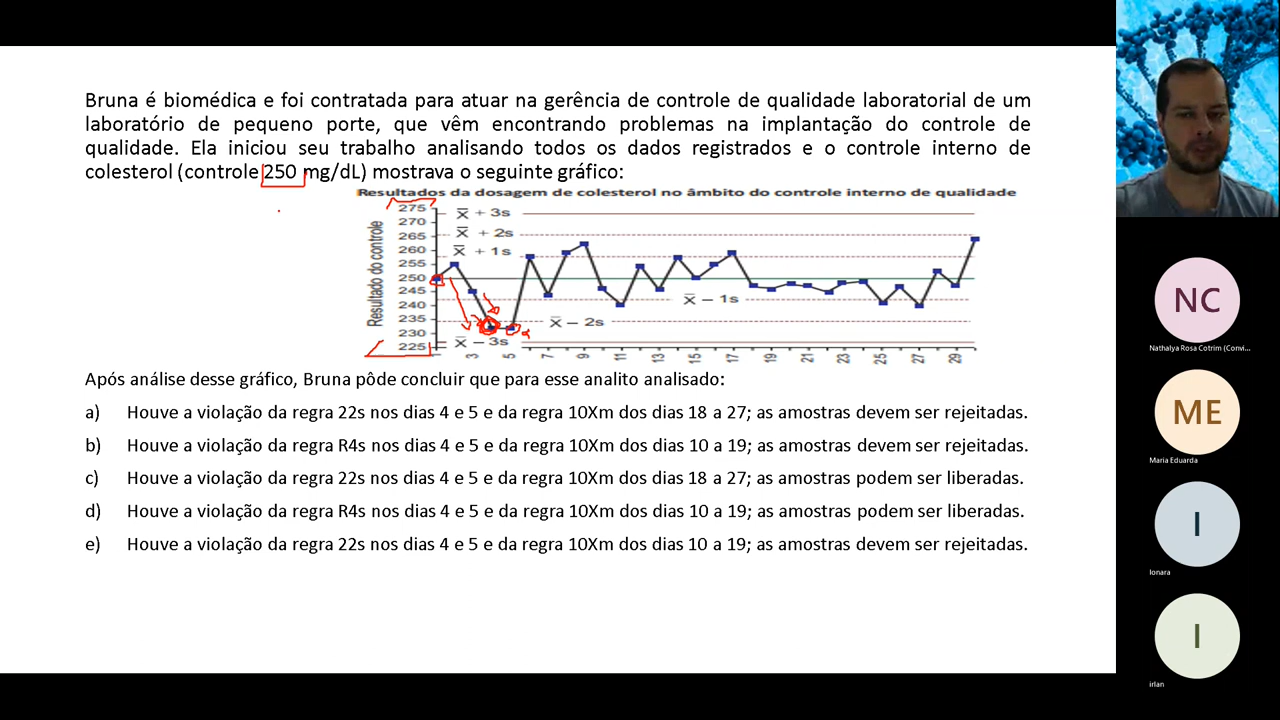 Bruna é biomédica e foi contratada para atuar na gerência de controle de qualidade laboratorial de um
laboratório de pequeno porte, que vêm encontrando problemas na implantação do controle de
qualidade. Ela iniciou seu trabalho analisando todos os dados registrados e o controle interno de
colesterol (controle 250 mg/dL) mostrava o seguinte gráfico:
Resultados da dosagem de colesterol no âmbito do controle interno de qualidade
Resultado do controle
275
270
265
260
255
250
245
240
235
230
225
X̄ + 3s
X̄ + 2s
X̄ + 1s
X̄ − 1s
X̄ − 2s
X̄ − 3s
1 3 5 7 9 11 13 15 17 19 21 23 25 27 29
Após análise desse gráfico, Bruna pôde concluir que para esse analito analisado:
a) Houve a violação da regra 22s nos dias 4 e 5 e da regra 10Xm dos dias 18 a 27; as amostras devem ser rejeitadas.
b) Houve a violação da regra R4s nos dias 4 e 5 e da regra 10Xm dos dias 10 a 19; as amostras devem ser rejeitadas.
c) Houve a violação da regra 22s nos dias 4 e 5 e da regra 10Xm dos dias 18 a 27; as amostras podem ser liberadas.
d) Houve a violação da regra R4s nos dias 4 e 5 e da regra 10Xm dos dias 10 a 19; as amostras podem ser liberadas.
e) Houve a violação da regra 22s nos dias 4 e 5 e da regra 10Xm dos dias 10 a 19; as amostras devem ser rejeitadas.
NC
Nathalya Rosa Cotrim (Convi...
ME
Maria Eduarda
I
Ionara
I
irlan